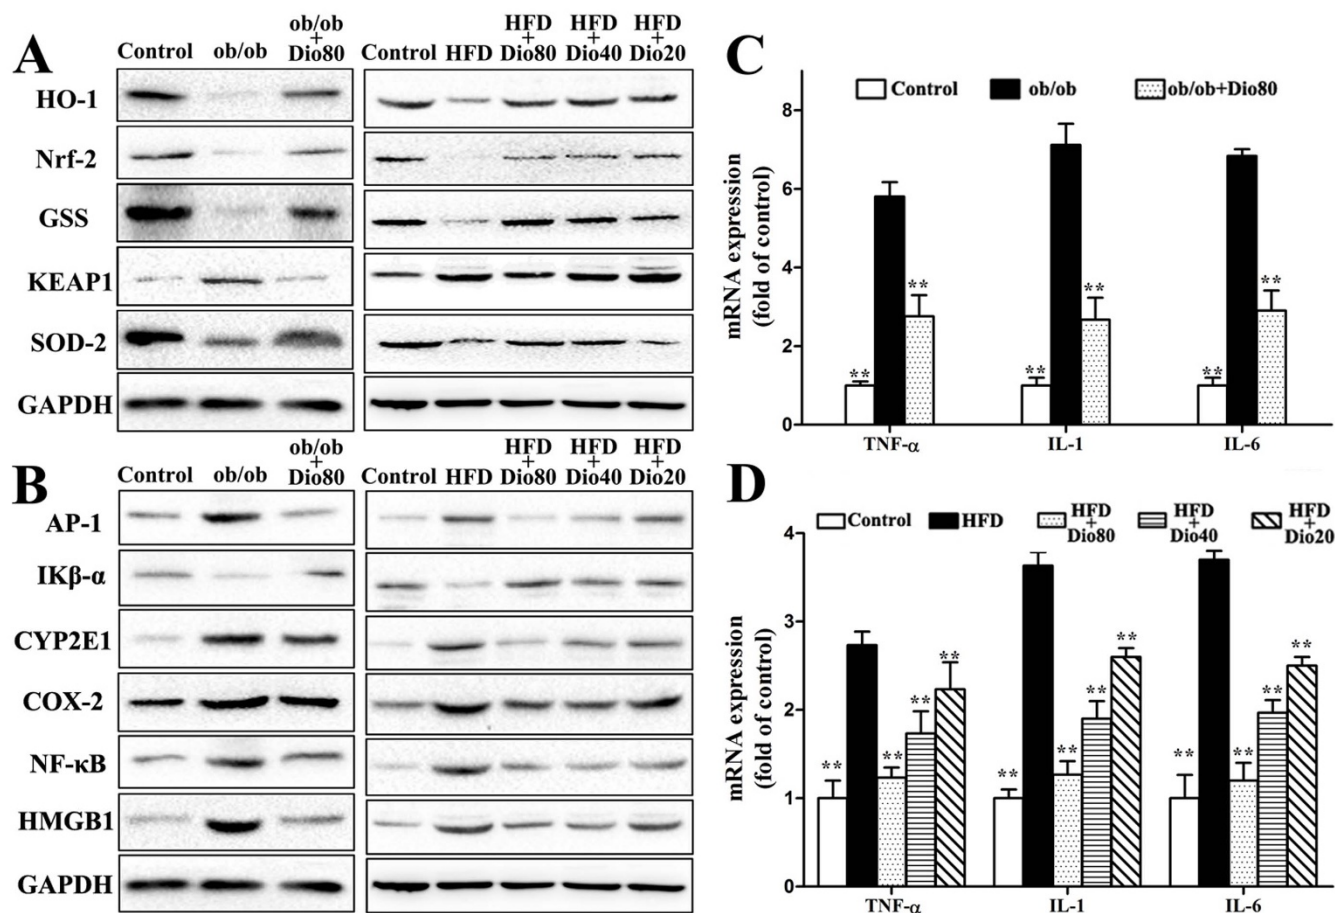 A
Control ob/ob ob/ob + Dio80
Control HFD HFD + Dio80 HFD + Dio40 HFD + Dio20
HO-1
Nrf-2
GSS
KEAP1
SOD-2
GAPDH
B
Control ob/ob ob/ob + Dio80
Control HFD HFD + Dio80 HFD + Dio40 HFD + Dio20
AP-1
IKβ-α
CYP2E1
COX-2
NF-κB
HMGB1
GAPDH
C
Control ob/ob ob/ob+Dio80
mRNA expression
(fold of control)
8
6
4
2
0
** ** ** ** ** **
TNF-α IL-1 IL-6
D
Control HFD HFD + Dio80 HFD + Dio40 HFD + Dio20
mRNA expression
(fold of control)
4
3
2
1
0
** ** ** ** ** ** ** ** ** ** ** **
TNF-α IL-1 IL-6